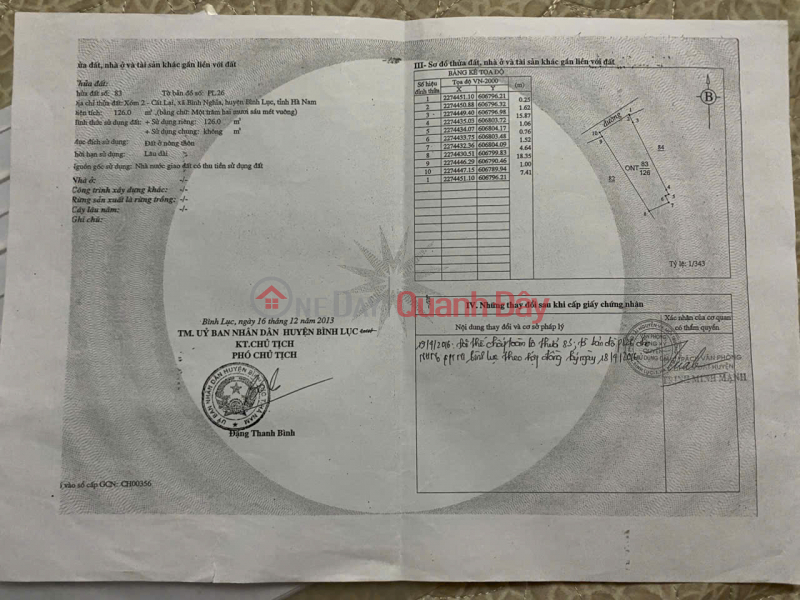 ửa đất, nhà ở và tài sản khác gắn liền với đất
hửa đất:
hửa đất số: 83 Tờ bản đồ số: PL26
ịa chỉ thửa đất: Xóm 2 - Cát Lai, xã Bình Nghĩa, huyện Bình Lục, tỉnh Hà Nam
iện tích: 126.0 m², (bằng chữ: Một trăm hai mươi sáu mét vuông)
ình thức sử dụng đất: + Sử dụng riêng: 126.0 m²
+ Sử dụng chung: không m²
ục đích sử dụng: Đất ở nông thôn
hời hạn sử dụng: Lâu dài
guồn gốc sử dụng: Nhà nước giao đất có thu tiền sử dụng đất
Nhà ở: -/-
Công trình xây dựng khác: -/-
Rừng sản xuất là rừng trồng: -/-
Cây lâu năm: -/-
Ghi chú:
Bình Lục, ngày 16 tháng 12 năm 2013
TM. UỶ BAN NHÂN DÂN HUYỆN BÌNH LỤC
KT.CHỦ TỊCH
PHÓ CHỦ TỊCH
Đặng Thanh Bình
vào sổ cấp GCN: CH00356
III- Sơ đồ thửa đất, nhà ở và tài sản khác gắn liền với đất
BẢNG KÊ TOẠ ĐỘ
Số hiệu đỉnh thửa Tọa độ VN-2000 (m)
X Y
1 2274451.10 606796.21
0.25
2 2274450.88 606796.32
1.62
3 2274449.40 606796.98
15.87
4 2274435.03 606803.72
1.06
5 2274434.07 606804.17
0.76
6 2274433.75 606803.48
1.52
7 2274432.36 606804.09
4.64
8 2274430.51 606799.83
18.35
9 2274446.29 606790.46
1.00
10 2274447.15 606789.94
7.41
1 2274451.10 606796.21
B
đường
84
82
ONT 83
126
Tỷ lệ: 1/343
IV. Những thay đổi sau khi cấp giấy chứng nhận
Nội dung thay đổi và cơ sở pháp lý
Xác nhận của cơ quan có thẩm quyền
OneDay QuanhĐây